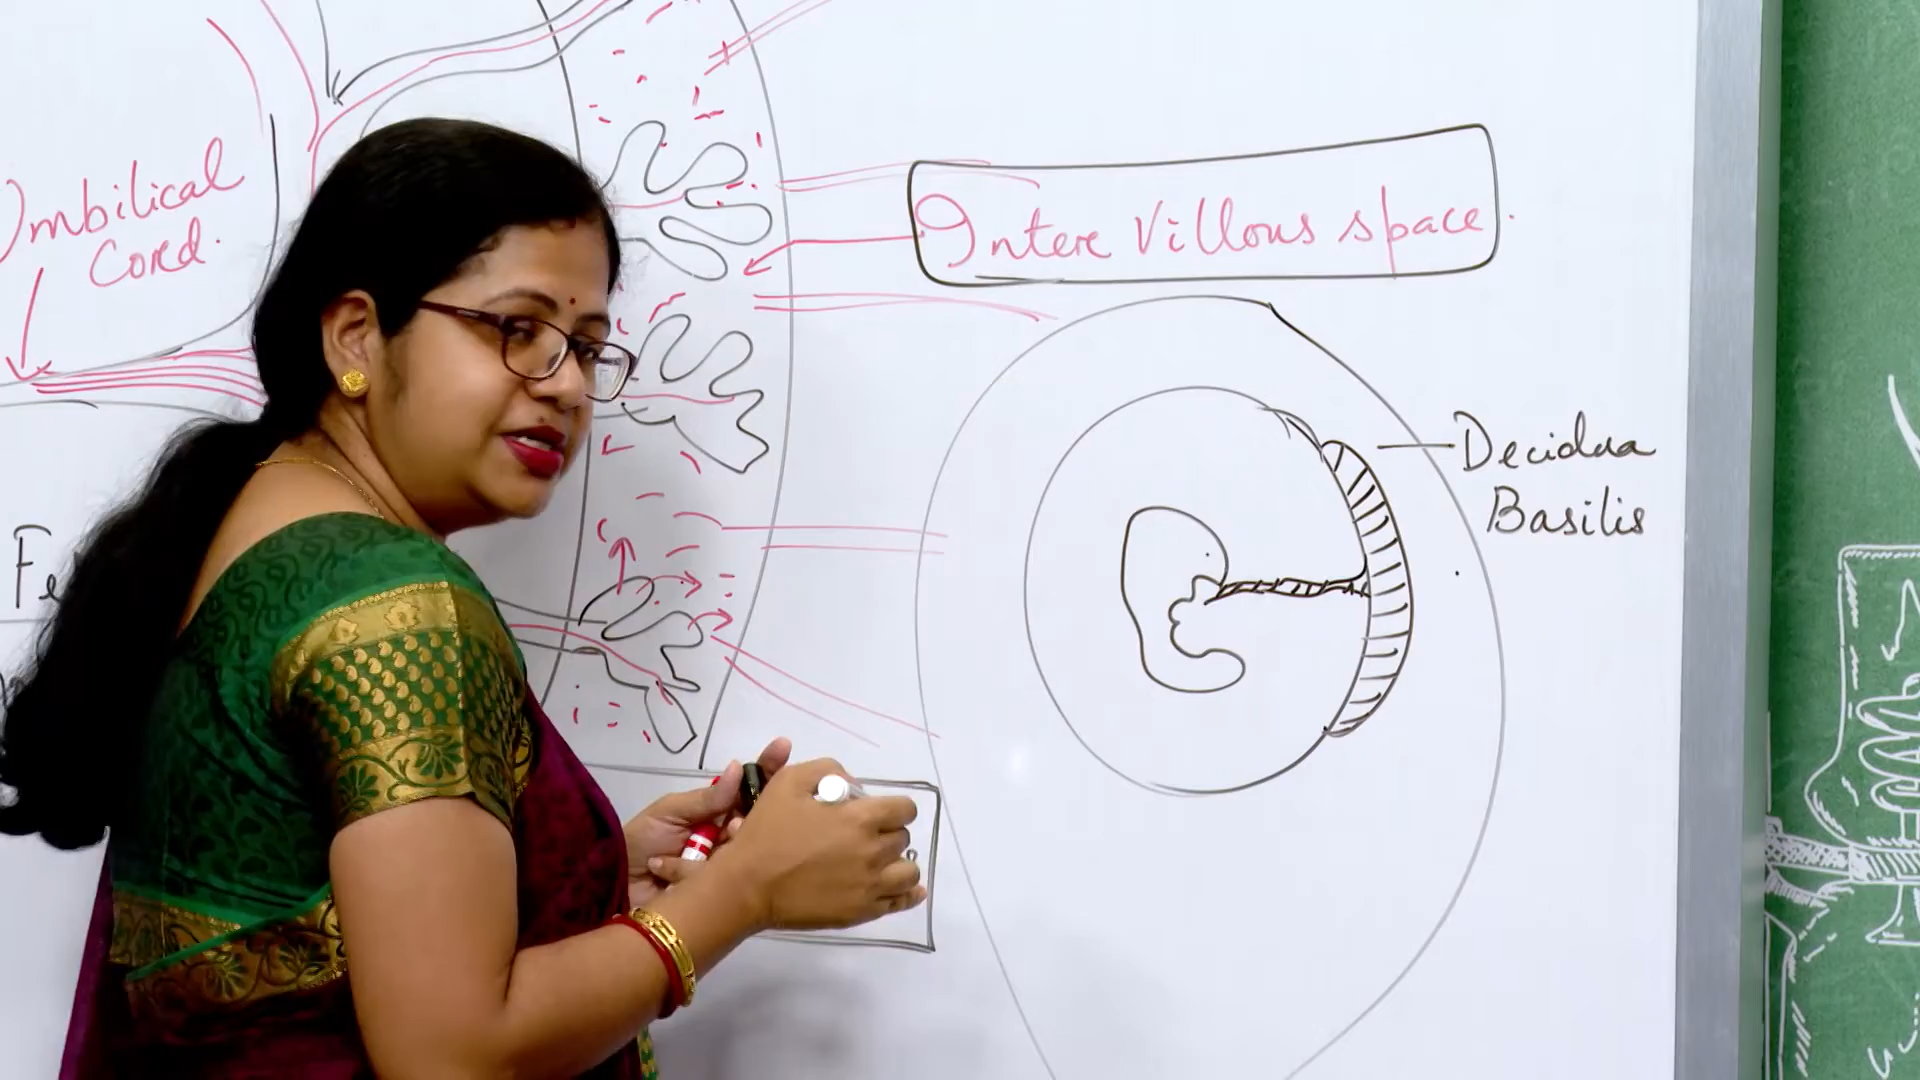 Umbilical
Cord.
Intere Villous space.
Decidua
Basilis
Fe